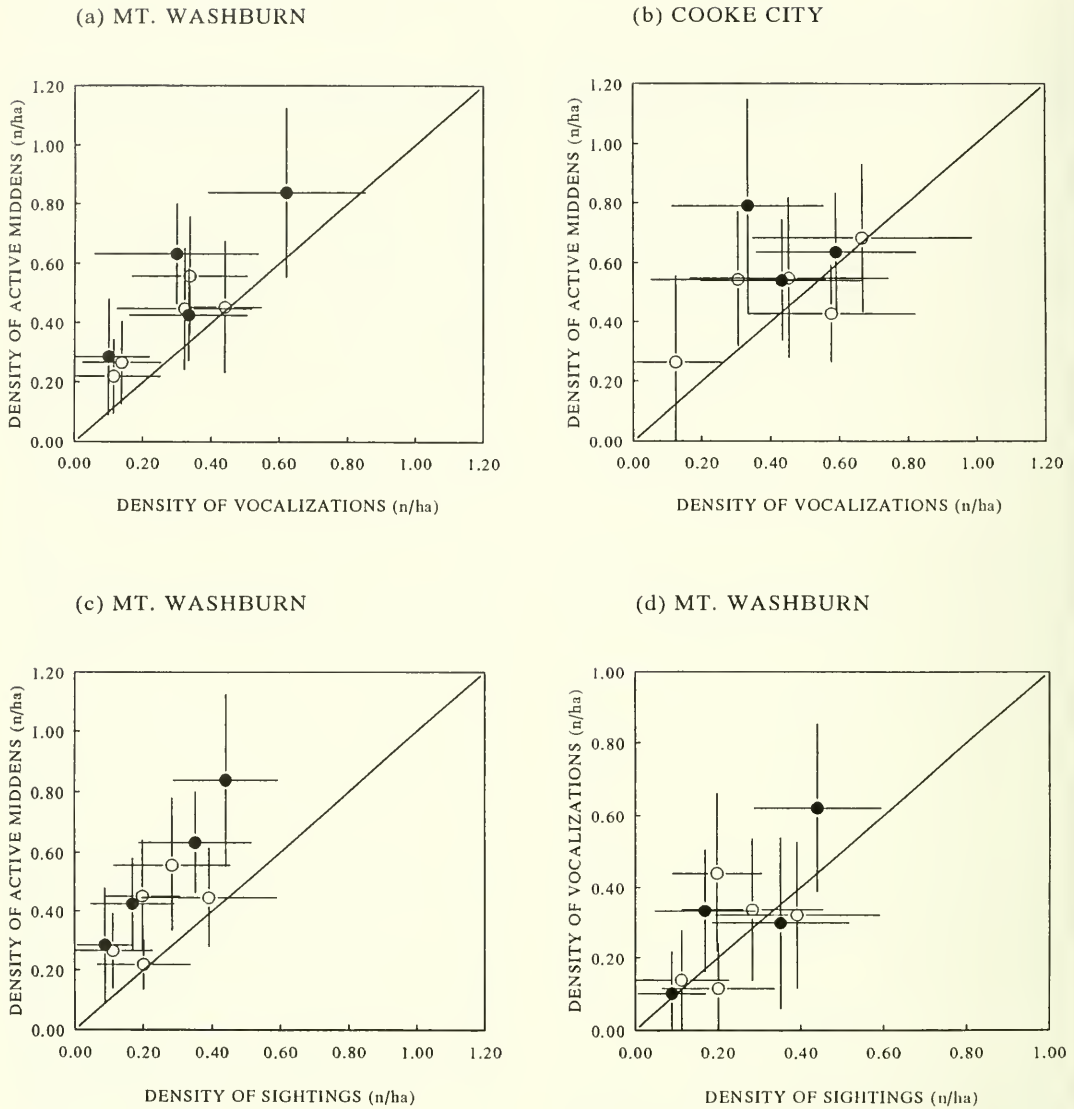 (a) MT. WASHBURN
DENSITY OF ACTIVE MIDDENS (n/ha)
1.20
1.00
0.80
0.60
0.40
0.20
0.00
0.00 0.20 0.40 0.60 0.80 1.00 1.20
DENSITY OF VOCALIZATIONS (n/ha)
(b) COOKE CITY
DENSITY OF ACTIVE MIDDENS (n/ha)
1.20
1.00
0.80
0.60
0.40
0.20
0.00
0.00 0.20 0.40 0.60 0.80 1.00 1.20
DENSITY OF VOCALIZATIONS (n/ha)
(c) MT. WASHBURN
DENSITY OF ACTIVE MIDDENS (n/ha)
1.20
1.00
0.80
0.60
0.40
0.20
0.00
0.00 0.20 0.40 0.60 0.80 1.00 1.20
DENSITY OF SIGHTINGS (n/ha)
(d) MT. WASHBURN
DENSITY OF VOCALIZATIONS (n/ha)
1.00
0.80
0.60
0.40
0.20
0.00
0.00 0.20 0.40 0.60 0.80 1.00
DENSITY OF SIGHTINGS (n/ha)